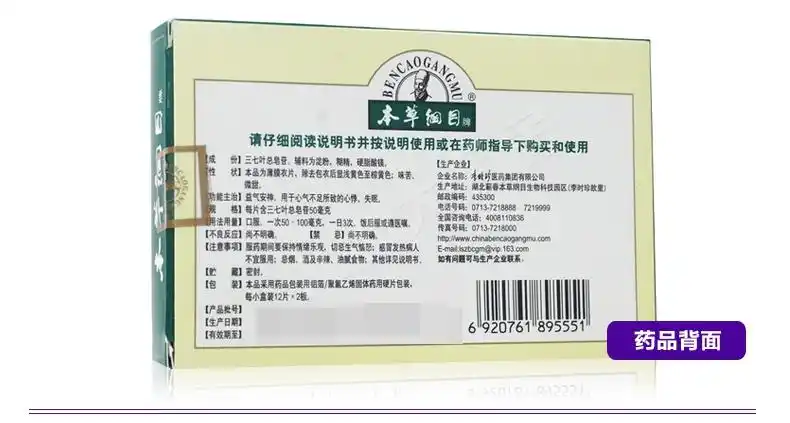 BENCAOGANGMU
®
本草纲目牌
请仔细阅读说明书并按说明使用或在药师指导下购买和使用
【成 份】三七叶总皂苷。辅料为淀粉、糊精、硬脂酸镁。
【性 状】本品为薄膜衣片，除去包衣后显浅黄色至棕黄色；味苦、
微甜。
【功能主治】益气安神。用于心气不足所致的心悸、失眠。
【规 格】每片含三七叶总皂苷50毫克
【用法用量】口服。一次50-100毫克，一日3次，饭后服或遵医嘱。
【不良反应】尚不明确。 【禁 忌】尚不明确。
【注意事项】服药期间要保持情绪乐观，切忌生气恼怒；感冒发热病人
不宜服用；忌烟、酒及辛辣、油腻食物；其他详见说明书。
【贮 藏】密封。
【包 装】本品采用药品包装用铝箔/聚氯乙烯固体药用硬片包装。
每小盒装12片×2板。
【产品批号】
【生产日期】
【有效期至】
【生产企业】
企业名称：李时珍医药集团有限公司
生产地址：湖北蕲春本草纲目生物科技园区(李时珍故里)
邮政编码：435300
电话号码：0713-7218888 7219999
全国咨询电话：4008110836
传真号码：0713-7218000
http://www.chinabencaogangmu.com
E-mail:lszbcgm@vip.163.com
如有问题可与生产企业联系。
6 920761 895551
药品背面